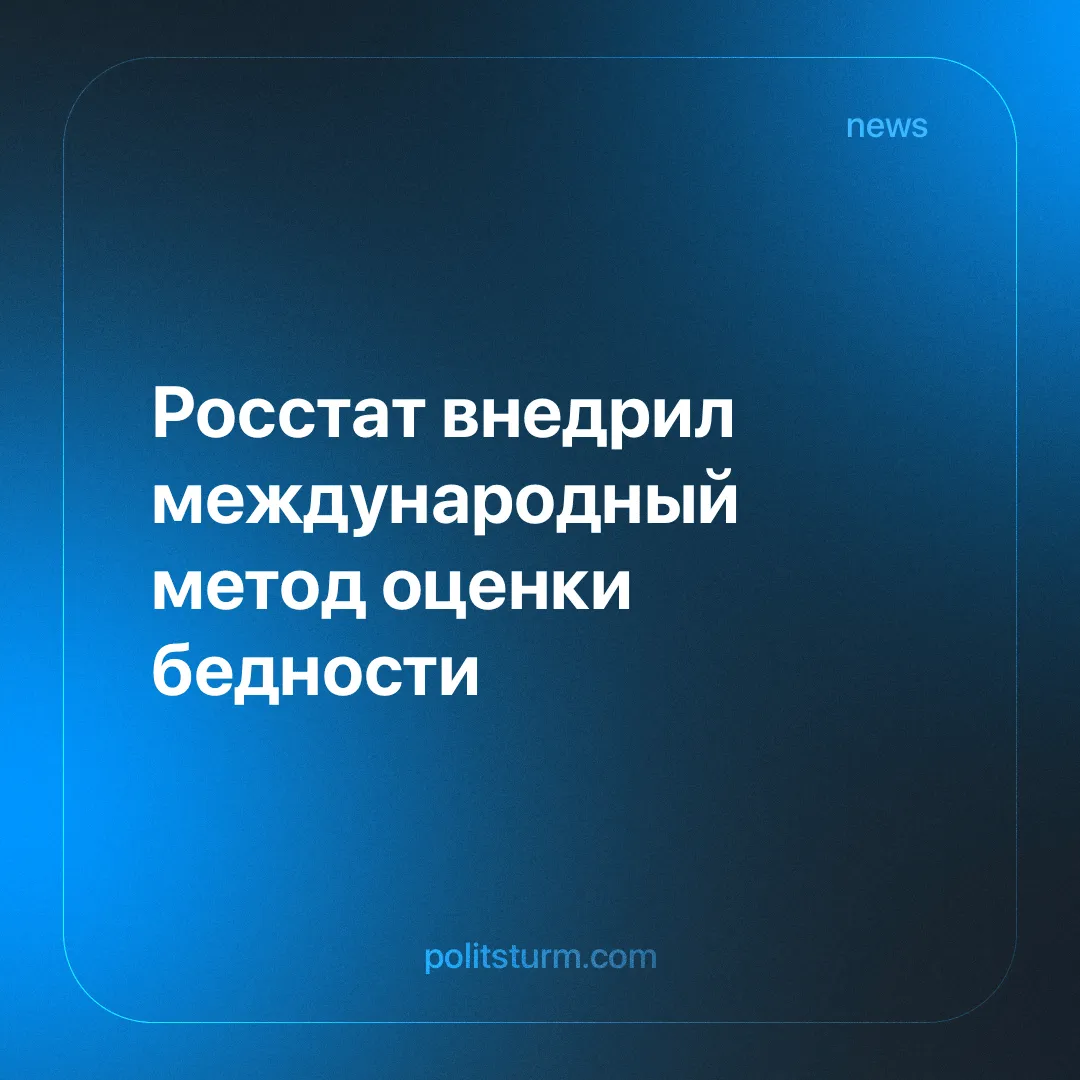 news
Росстат внедрил
международный
метод оценки
бедности
politsturm.com